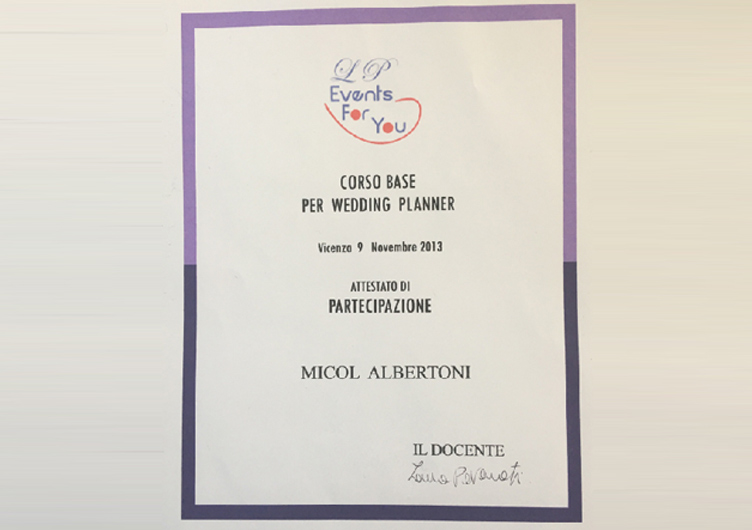 LP
Events
For
You
CORSO BASE
PER WEDDING PLANNER
Vicenza 9 Novembre 2013
ATTESTATO DI
PARTECIPAZIONE
MICOL ALBERTONI
IL DOCENTE